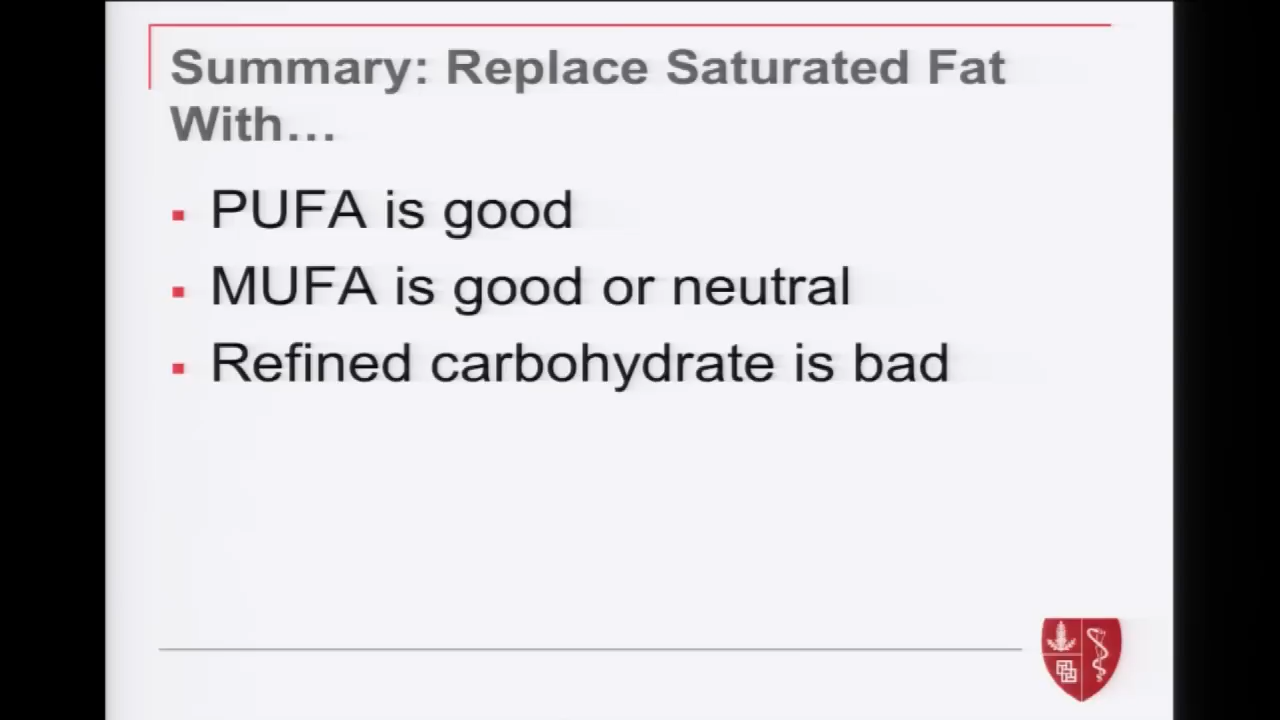 Summary: Replace Saturated Fat
With…
PUFA is good
MUFA is good or neutral
Refined carbohydrate is bad